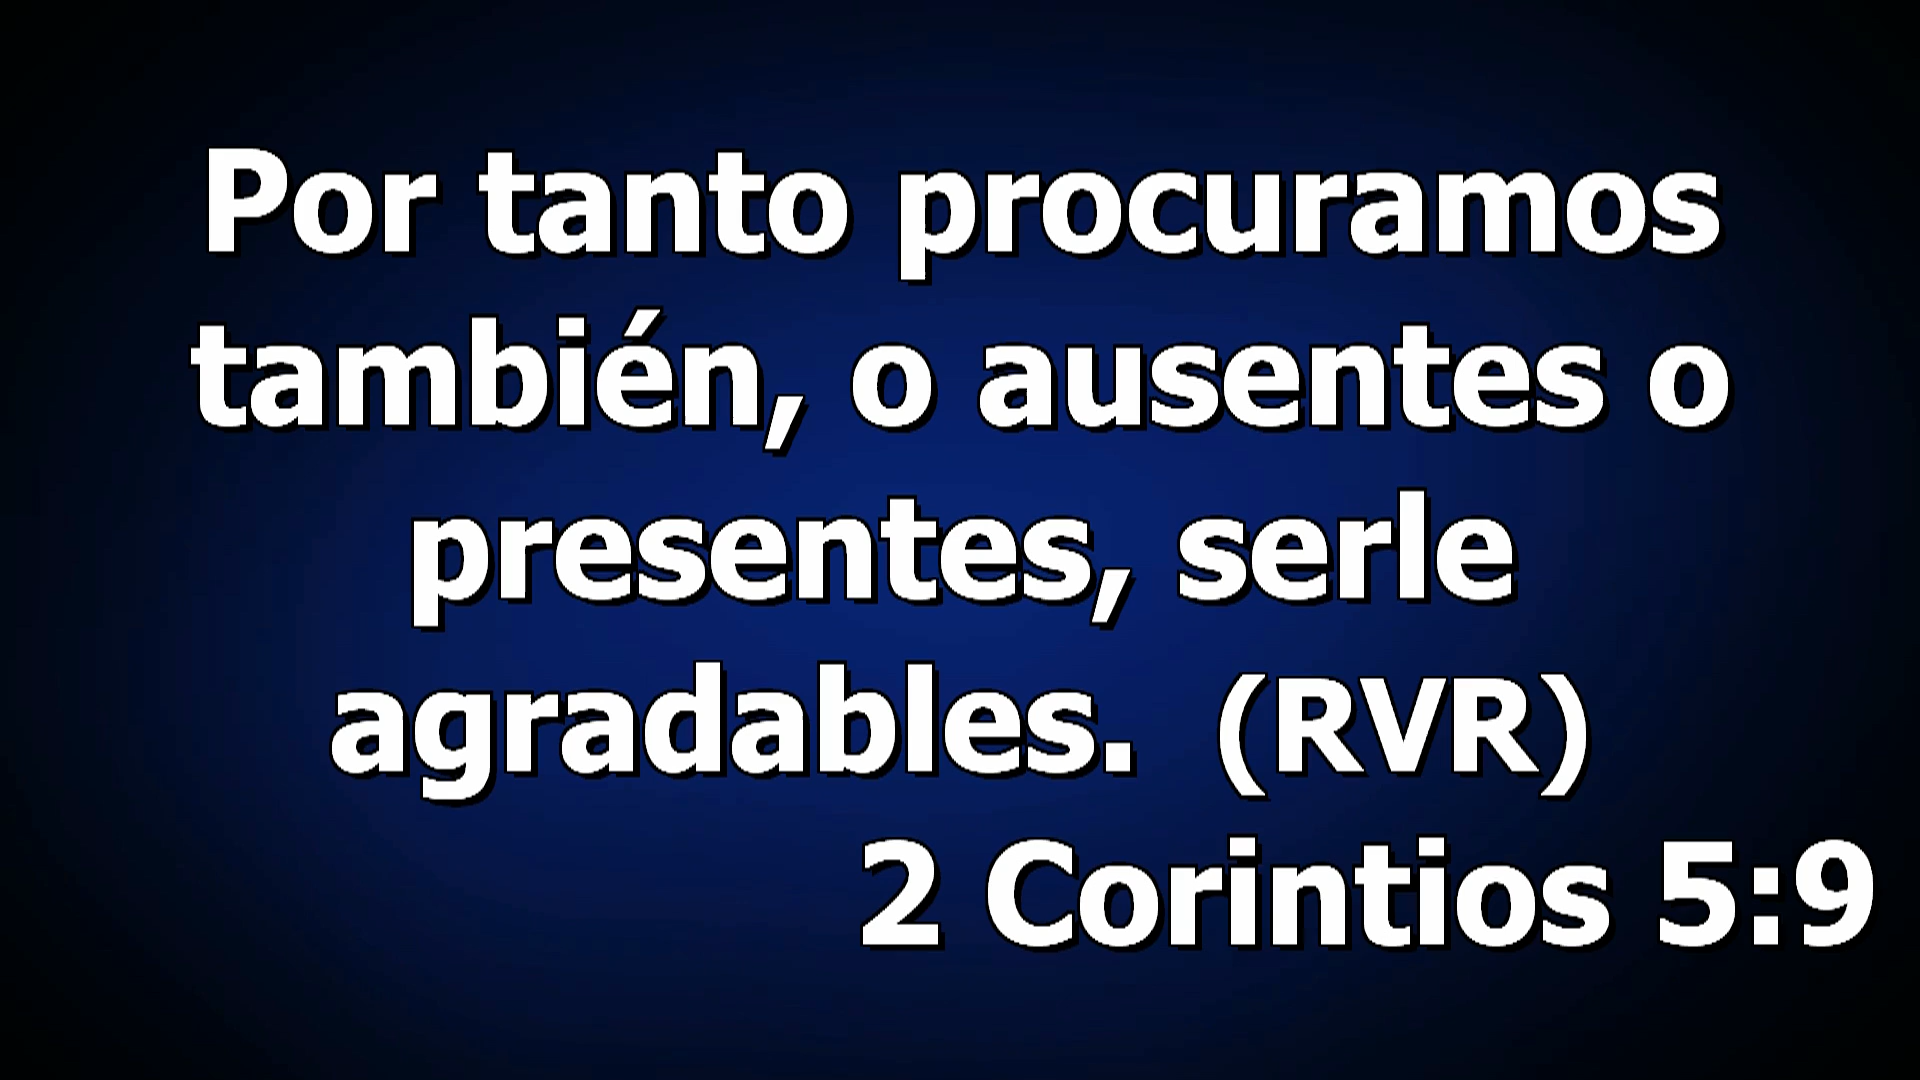 Por tanto procuramos
también, o ausentes o
presentes, serle
agradables.  (RVR)
2 Corintios 5:9